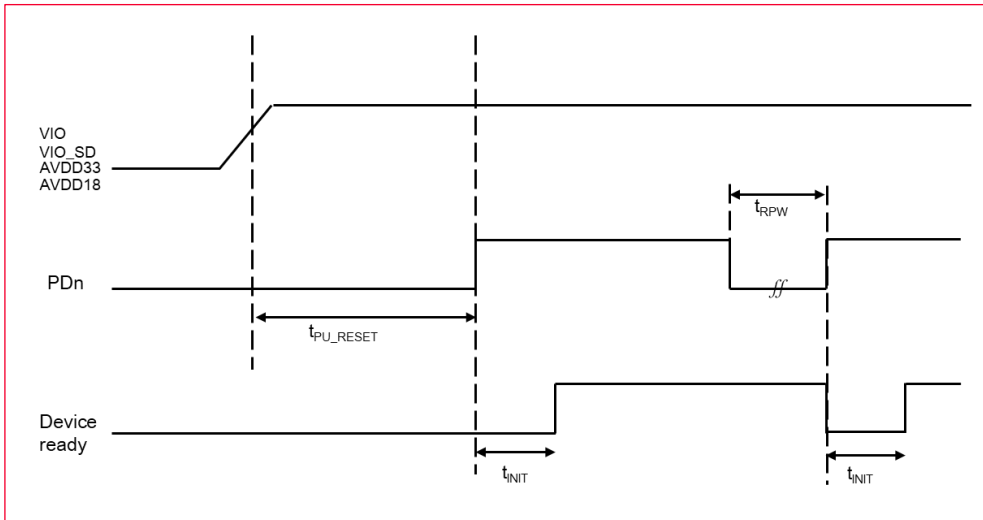 VIO
VIO_SD
AVDD33
AVDD18
tRPW
PDn
tPU_RESET
Device
ready
tINIT
tINIT